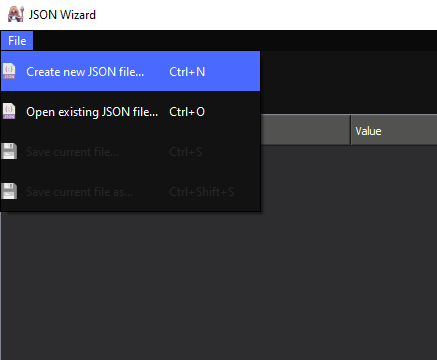 JSON Wizard
File
Create new JSON file... Ctrl+N
Open existing JSON file... Ctrl+O
Value
Save current file... Ctrl+S
Save current file as... Ctrl+Shift+S